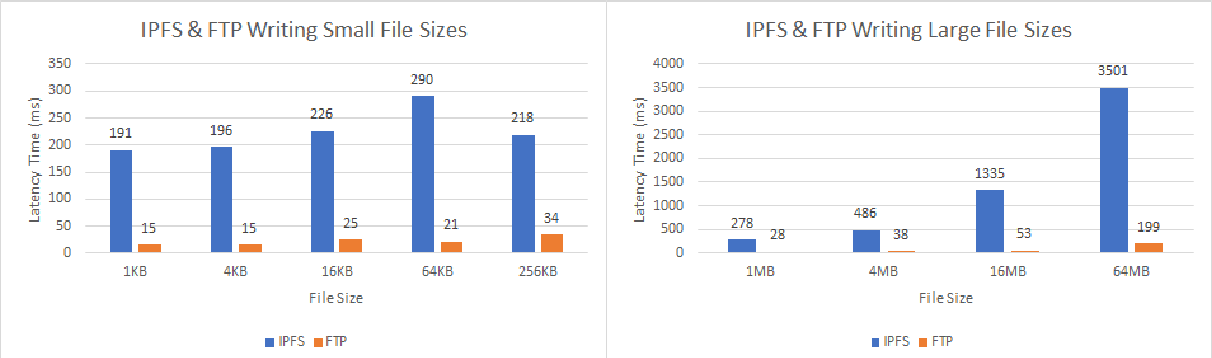 IPFS & FTP Writing Small File Sizes
350
300
250
200
150
100
50
0
Latency Time (ms)
191
15
196
15
226
25
290
21
218
34
1KB
4KB
16KB
64KB
256KB
File Size
IPFS
FTP
IPFS & FTP Writing Large File Sizes
4000
3500
3000
2500
2000
1500
1000
500
0
Latency Time (ms)
278
28
486
38
1335
53
3501
199
1MB
4MB
16MB
64MB
File Size
IPFS
FTP